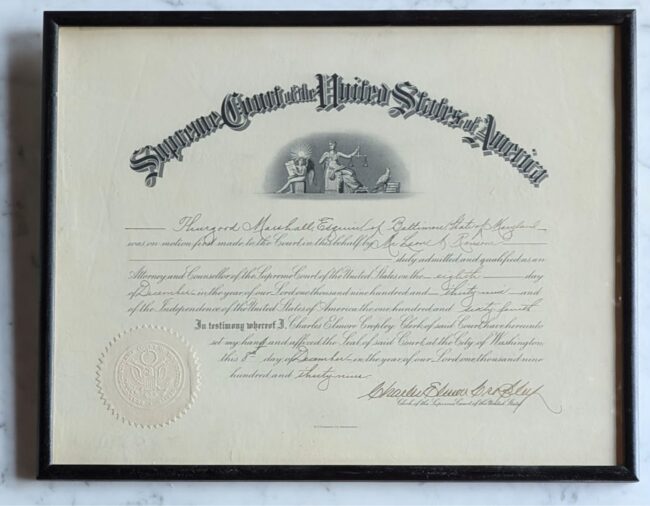 Supreme Court of the United States of America
Thurgood Marshall, Esquire of Baltimore State of Maryland
was on motion first made to the Court in this behalf by Mr. Leon A. Ransom
duly admitted and qualified as an
Attorney and Counsellor of the Supreme Court of the United States on the eighth day
of December in the year of our Lord one thousand nine hundred and thirty nine and
of the Independence of the United States of America the one hundred and sixty fourth
In testimony whereof I, Charles Elmore Cropley Clerk of said Court have hereunto
set my hand and affixed the Seal of said Court, at the City of Washington,
this 8th day of December in the year of our Lord one thousand nine
hundred and thirty nine.
Charles Elmore Cropley
Clerk of the Supreme Court of the United States